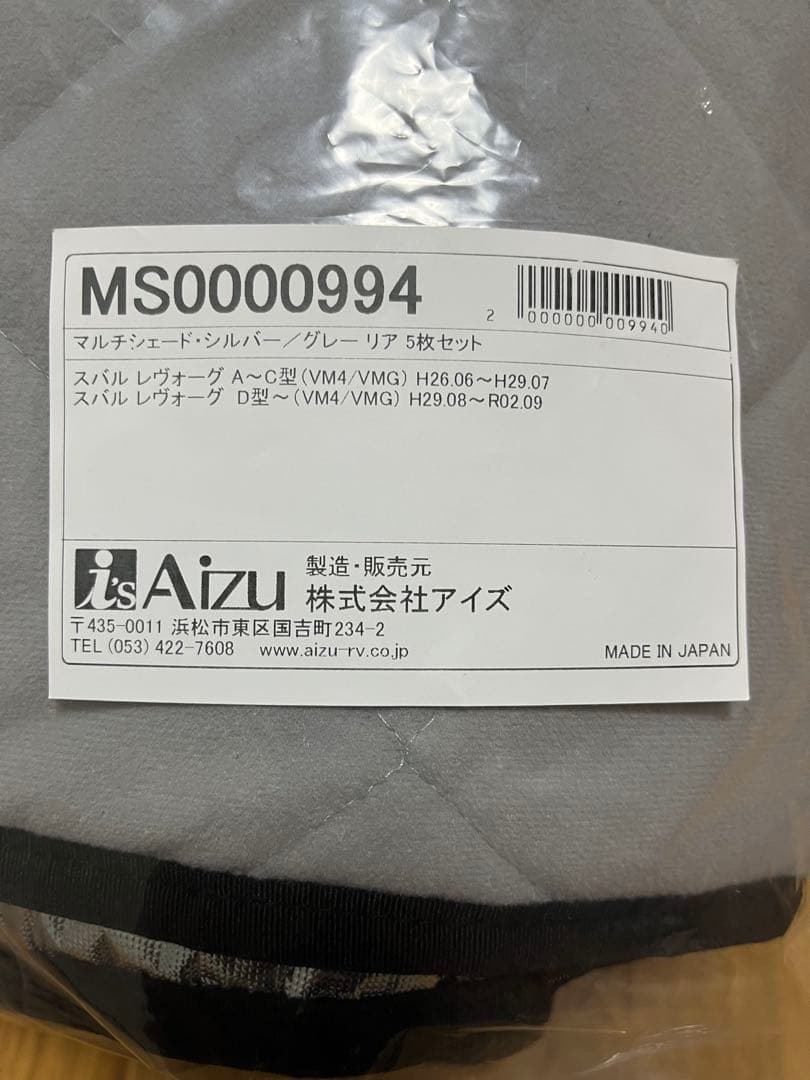 MS0000994
2 000000 009940
マルチシェード・シルバー／グレー リア 5枚セット
スバル レヴォーグ A～C型（VM4/VMG） H26.06～H29.07
スバル レヴォーグ D型～（VM4/VMG） H29.08～R02.09
i's Aizu 製造・販売元
株式会社アイズ
〒435-0011 浜松市東区国吉町234-2
TEL (053) 422-7608 www.aizu-rv.co.jp MADE IN JAPAN